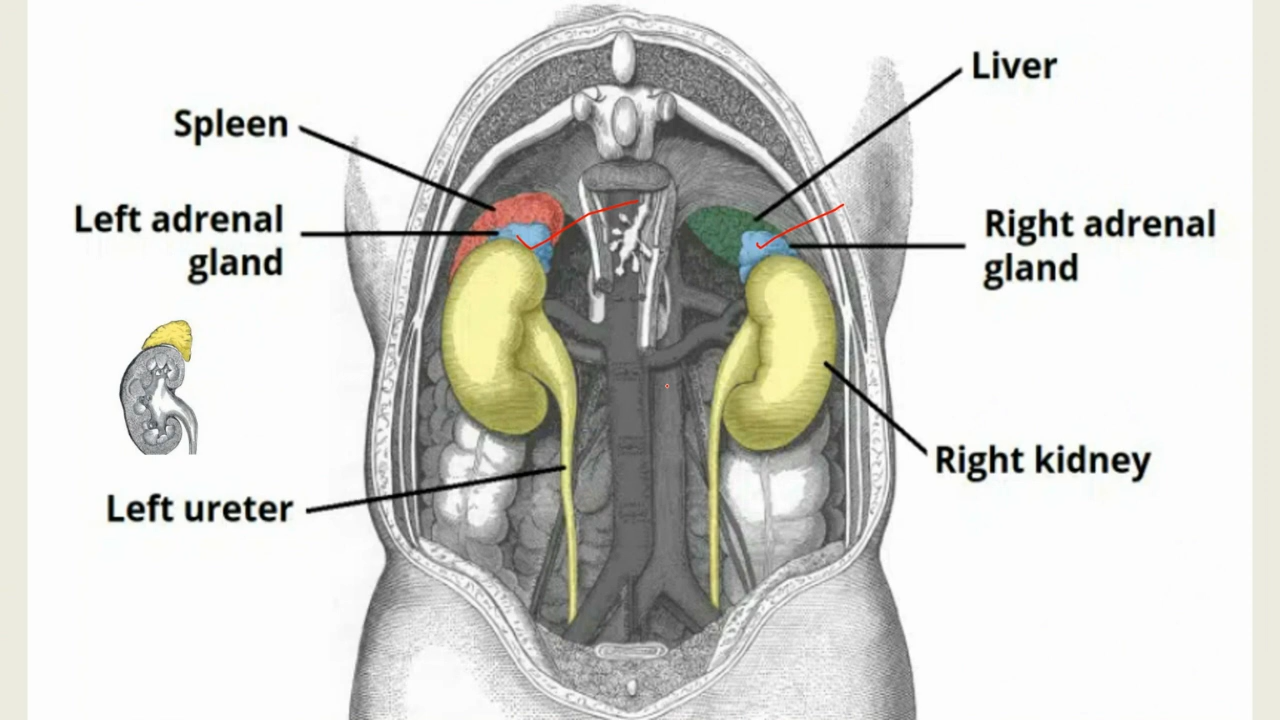 Liver
Spleen
Left adrenal
gland
Right adrenal
gland
Right kidney
Left ureter